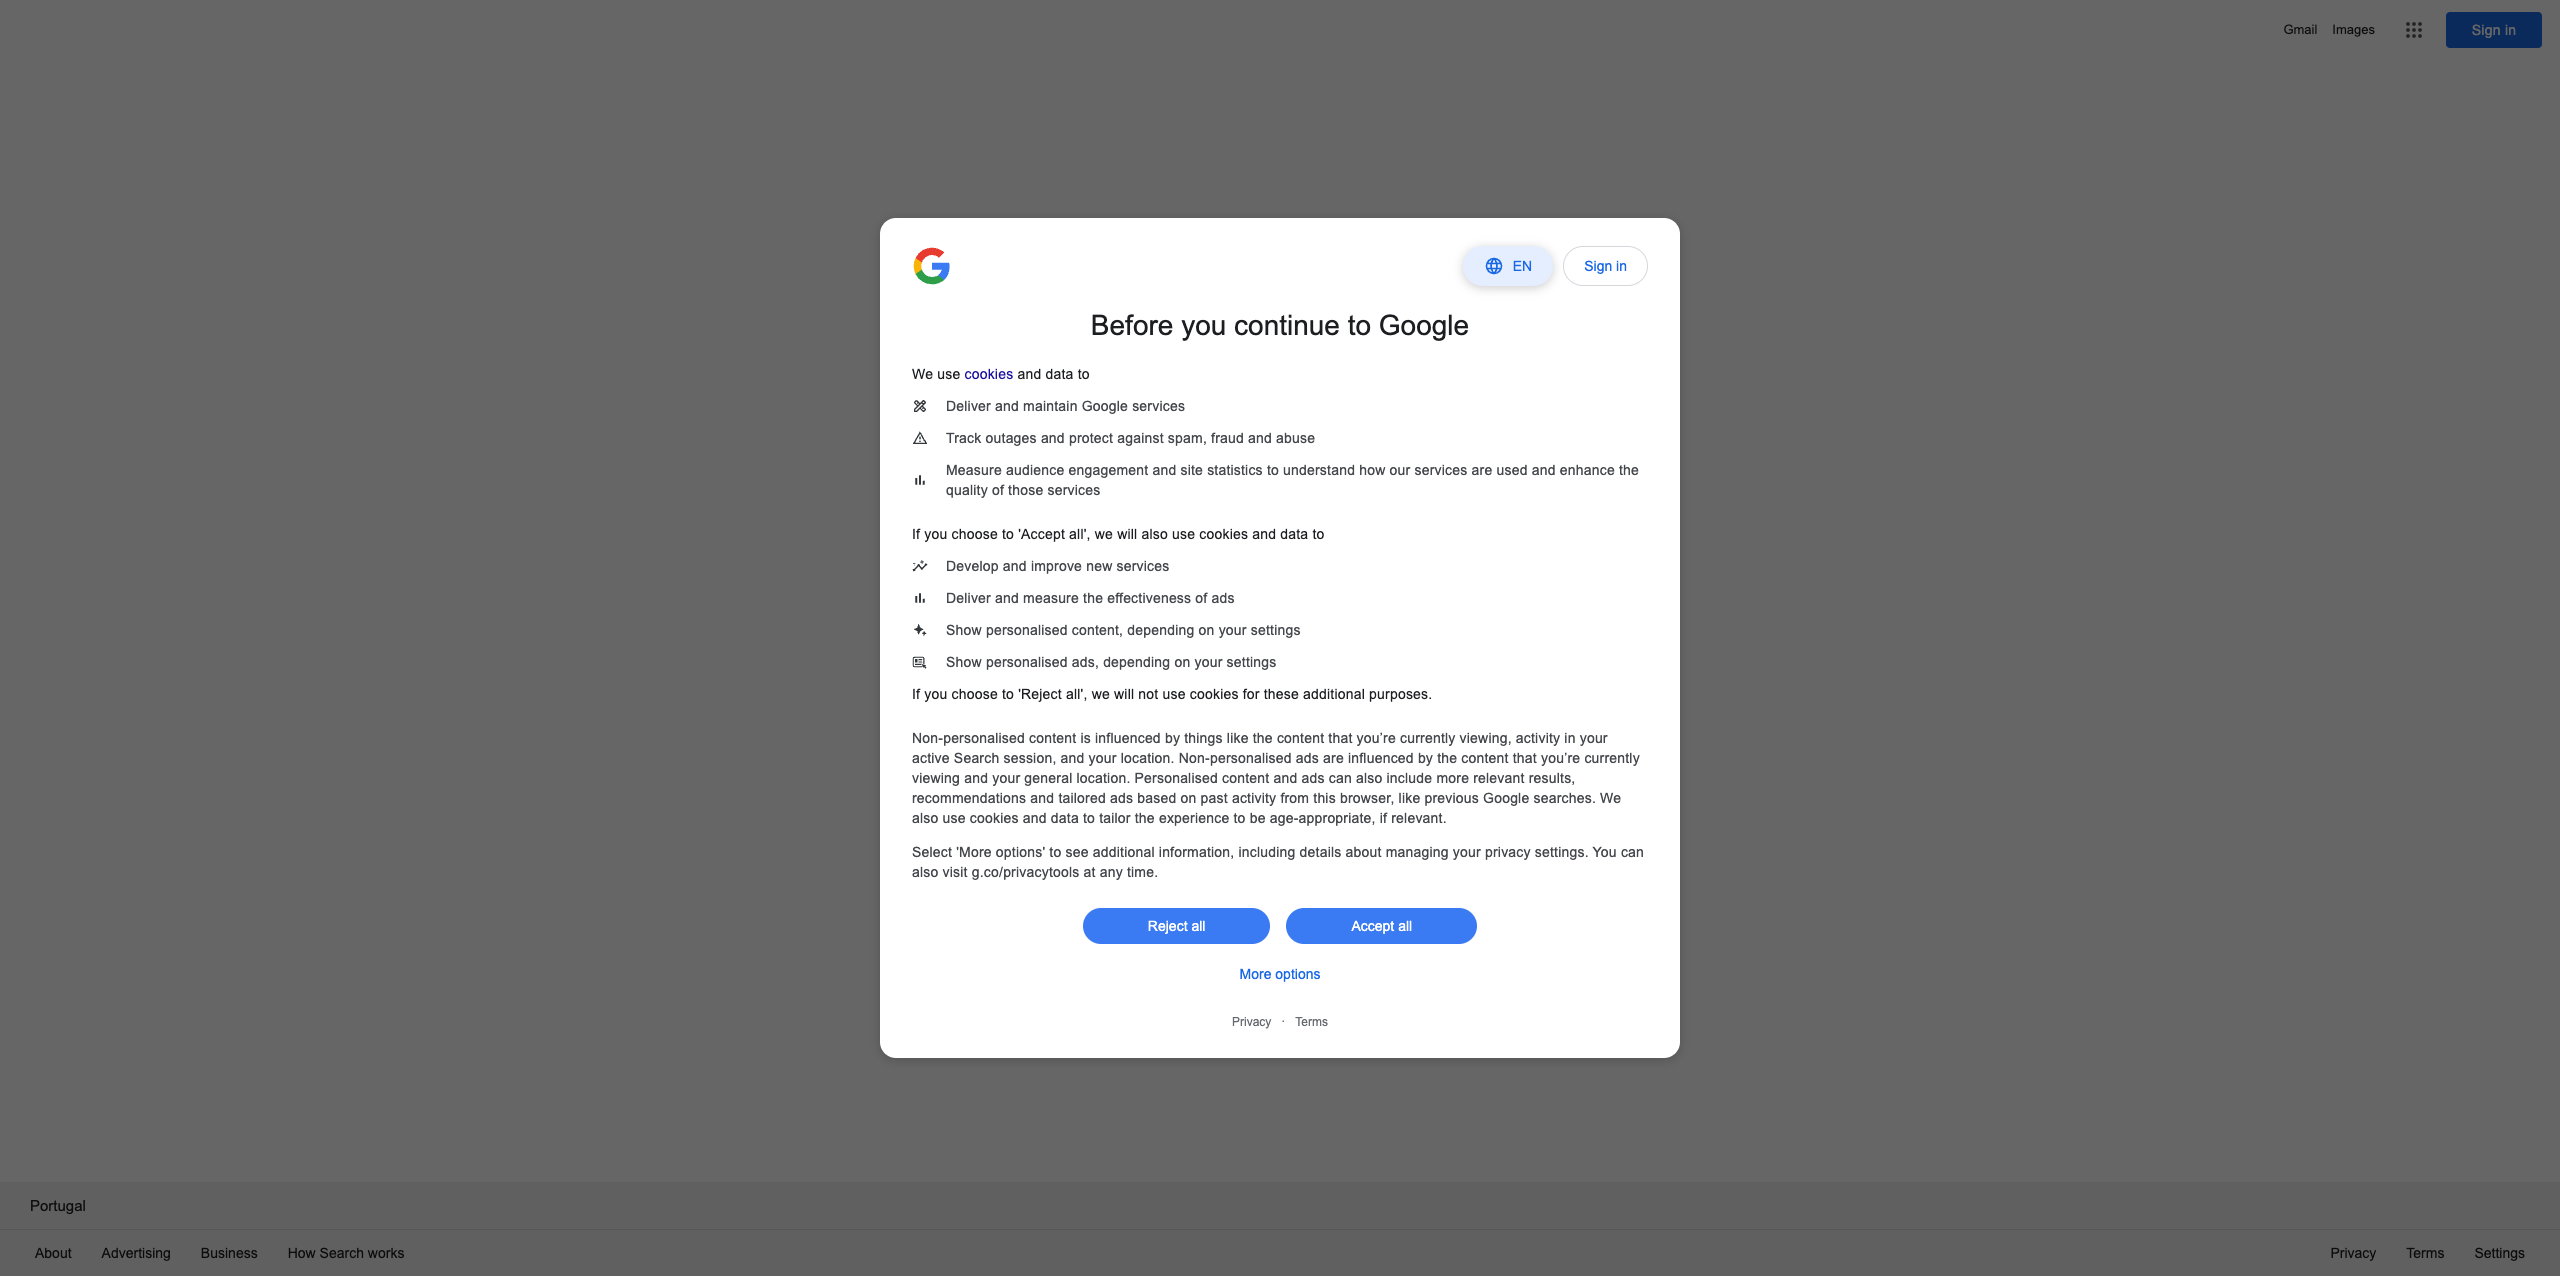 Gmail Images Sign in
EN Sign in
Before you continue to Google
We use cookies and data to
Deliver and maintain Google services
Track outages and protect against spam, fraud and abuse
Measure audience engagement and site statistics to understand how our services are used and enhance the
quality of those services
If you choose to 'Accept all', we will also use cookies and data to
Develop and improve new services
Deliver and measure the effectiveness of ads
Show personalised content, depending on your settings
Show personalised ads, depending on your settings
If you choose to 'Reject all', we will not use cookies for these additional purposes.
Non-personalised content is influenced by things like the content that you’re currently viewing, activity in your
active Search session, and your location. Non-personalised ads are influenced by the content that you’re currently
viewing and your general location. Personalised content and ads can also include more relevant results,
recommendations and tailored ads based on past activity from this browser, like previous Google searches. We
also use cookies and data to tailor the experience to be age-appropriate, if relevant.
Select 'More options' to see additional information, including details about managing your privacy settings. You can
also visit g.co/privacytools at any time.
Reject all Accept all
More options
Privacy · Terms
Portugal
About Advertising Business How Search works Privacy Terms Settings